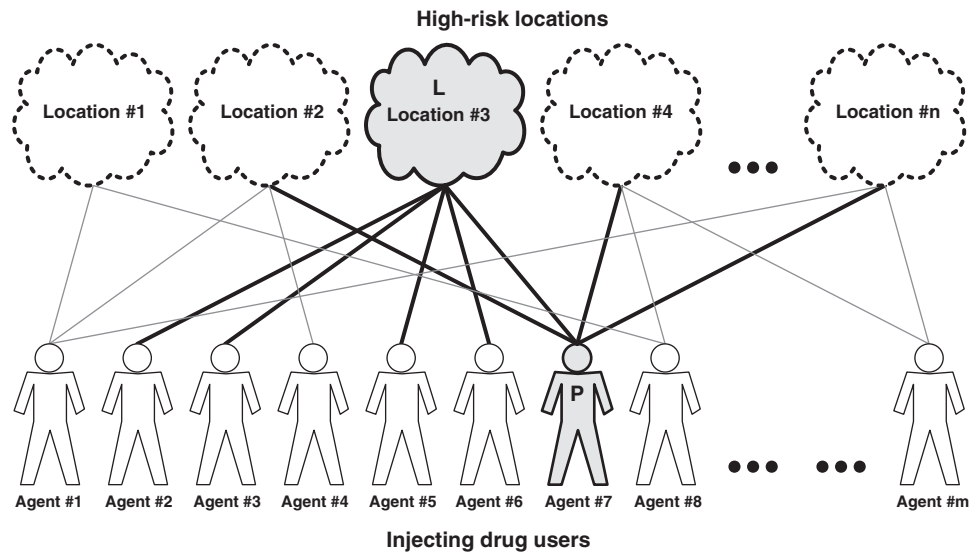 High-risk locations
L
Location #1
Location #2
Location #3
Location #4
Location #n
P
Agent #1
Agent #2
Agent #3
Agent #4
Agent #5
Agent #6
Agent #7
Agent #8
Agent #m
Injecting drug users